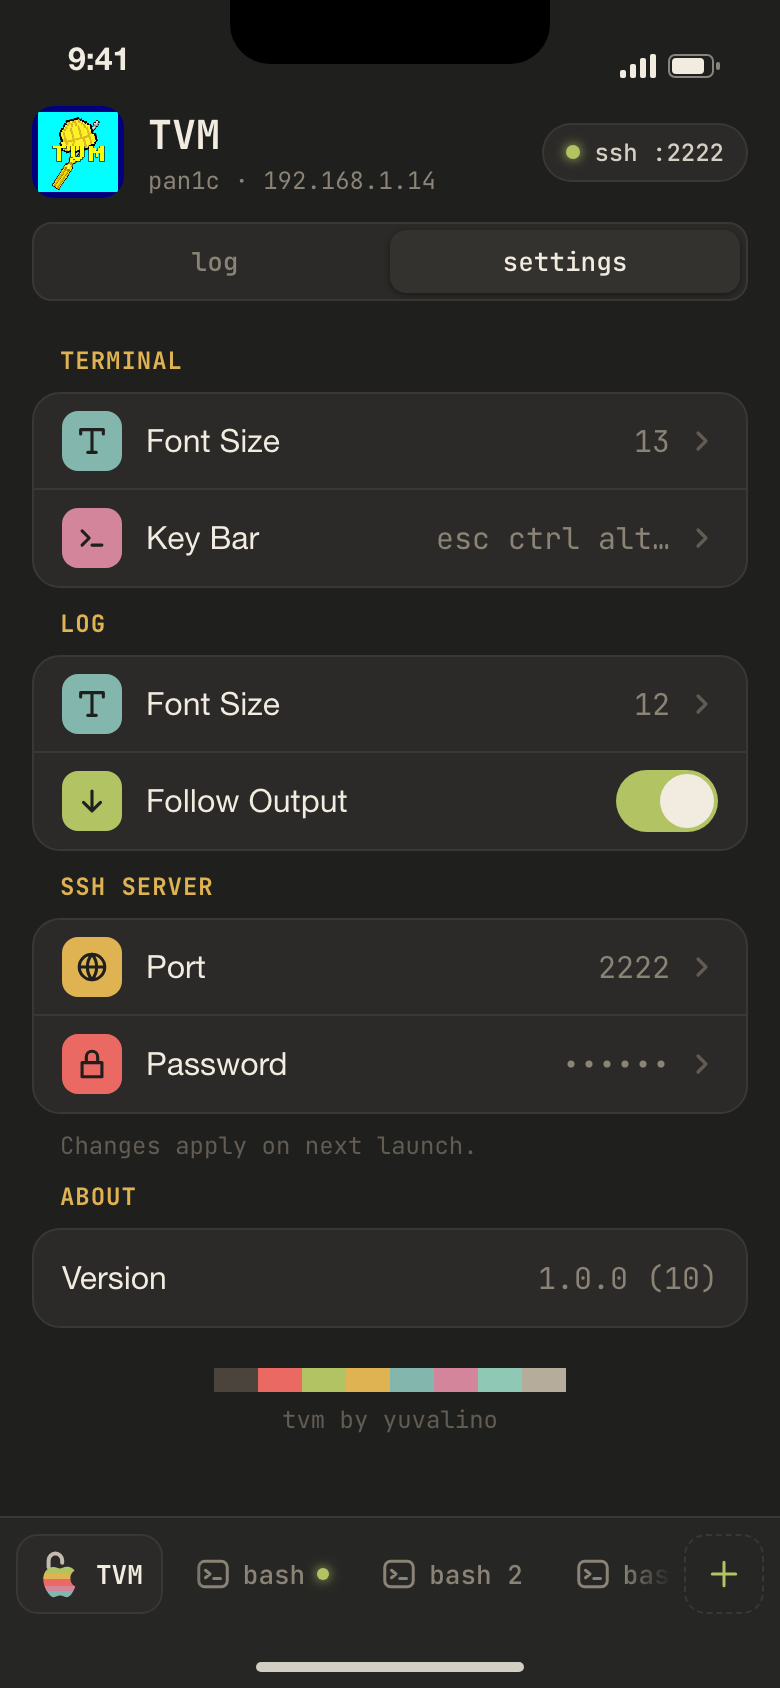 9:41
TVM
TVM
pan1c · 192.168.1.14
ssh :2222
log
settings
TERMINAL
Font Size
13
Key Bar
esc ctrl alt…
LOG
Font Size
12
Follow Output
SSH SERVER
Port
2222
Password
••••••
Changes apply on next launch.
ABOUT
Version
1.0.0 (10)
tvm by yuvalino
TVM
bash
bash 2
bas